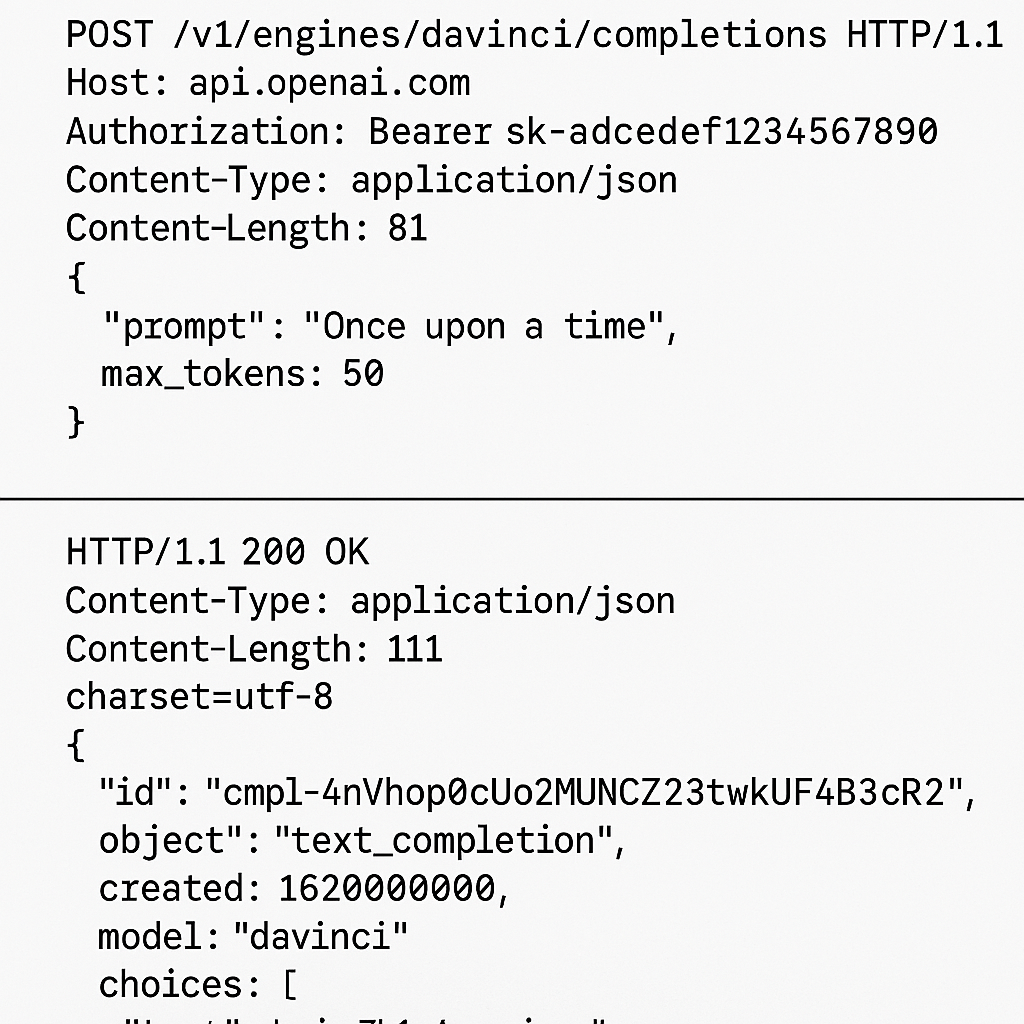 POST /v1/engines/davinci/completions HTTP/1.1
Host: api.openai.com
Authorization: Bearer sk-adcedef1234567890
Content-Type: application/json
Content-Length: 81
{
"prompt": "Once upon a time",
max_tokens: 50
}
HTTP/1.1 200 OK
Content-Type: application/json
Content-Length: 111
charset=utf-8
{
"id": "cmpl-4nVhop0cUo2MUNCZ23twkUF4B3cR2",
object": "text_completion",
created: 1620000000,
model: "davinci"
choices: [